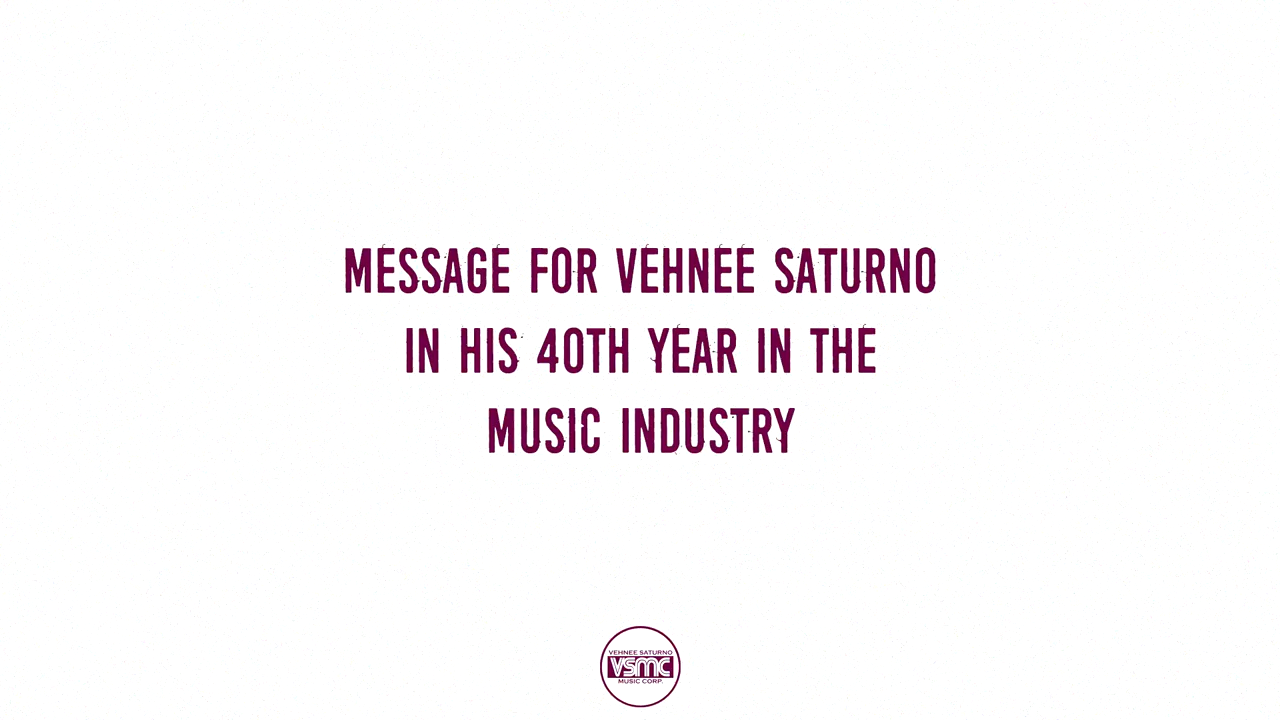 MESSAGE FOR VEHNEE SATURNO
IN HIS 40TH YEAR IN THE
MUSIC INDUSTRY
VEHNEE SATURNO
VSMC
MUSIC CORP.